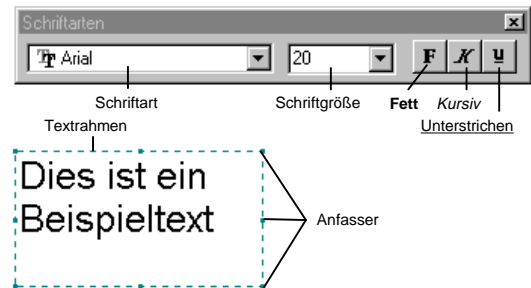 Schriftarten
Arial 20 F K u
Schriftart Schriftgröße Fett Kursiv
Textrahmen Unterstrichen
Dies ist ein
Beispieltext
Anfasser